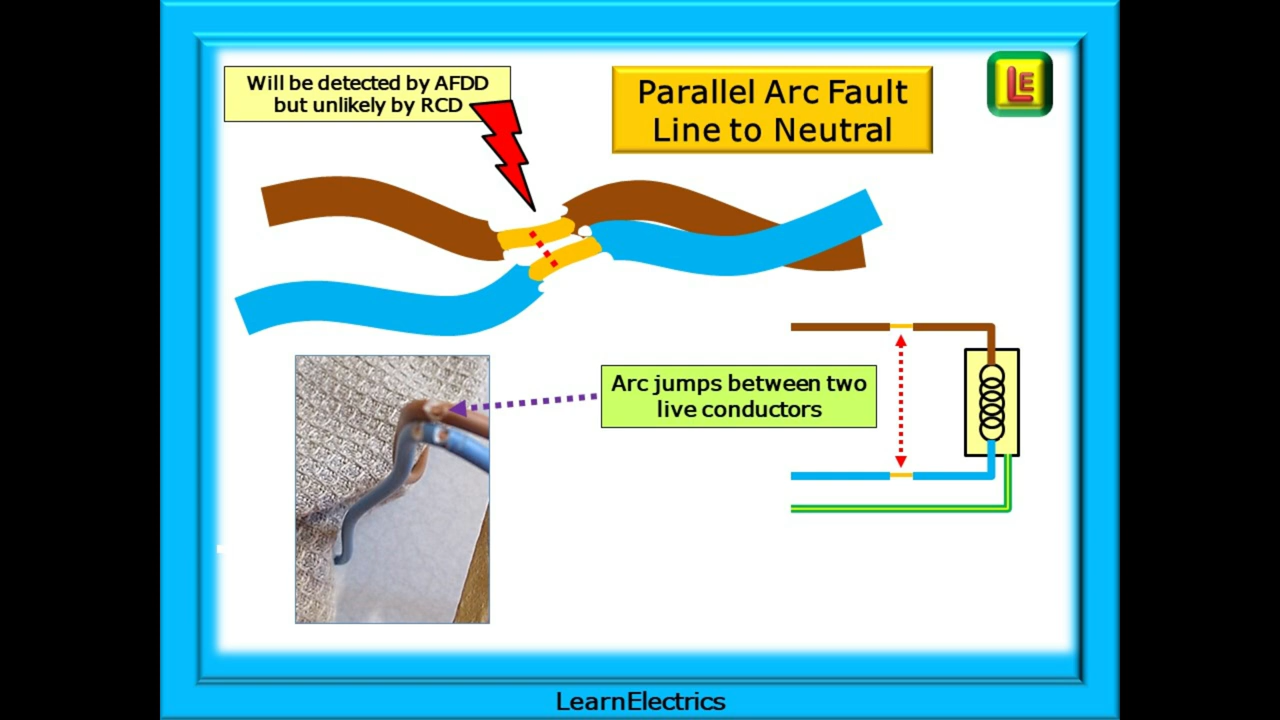 Will be detected by AFDD
but unlikely by RCD
Parallel Arc Fault
Line to Neutral
LE
Arc jumps between two
live conductors
LearnElectrics